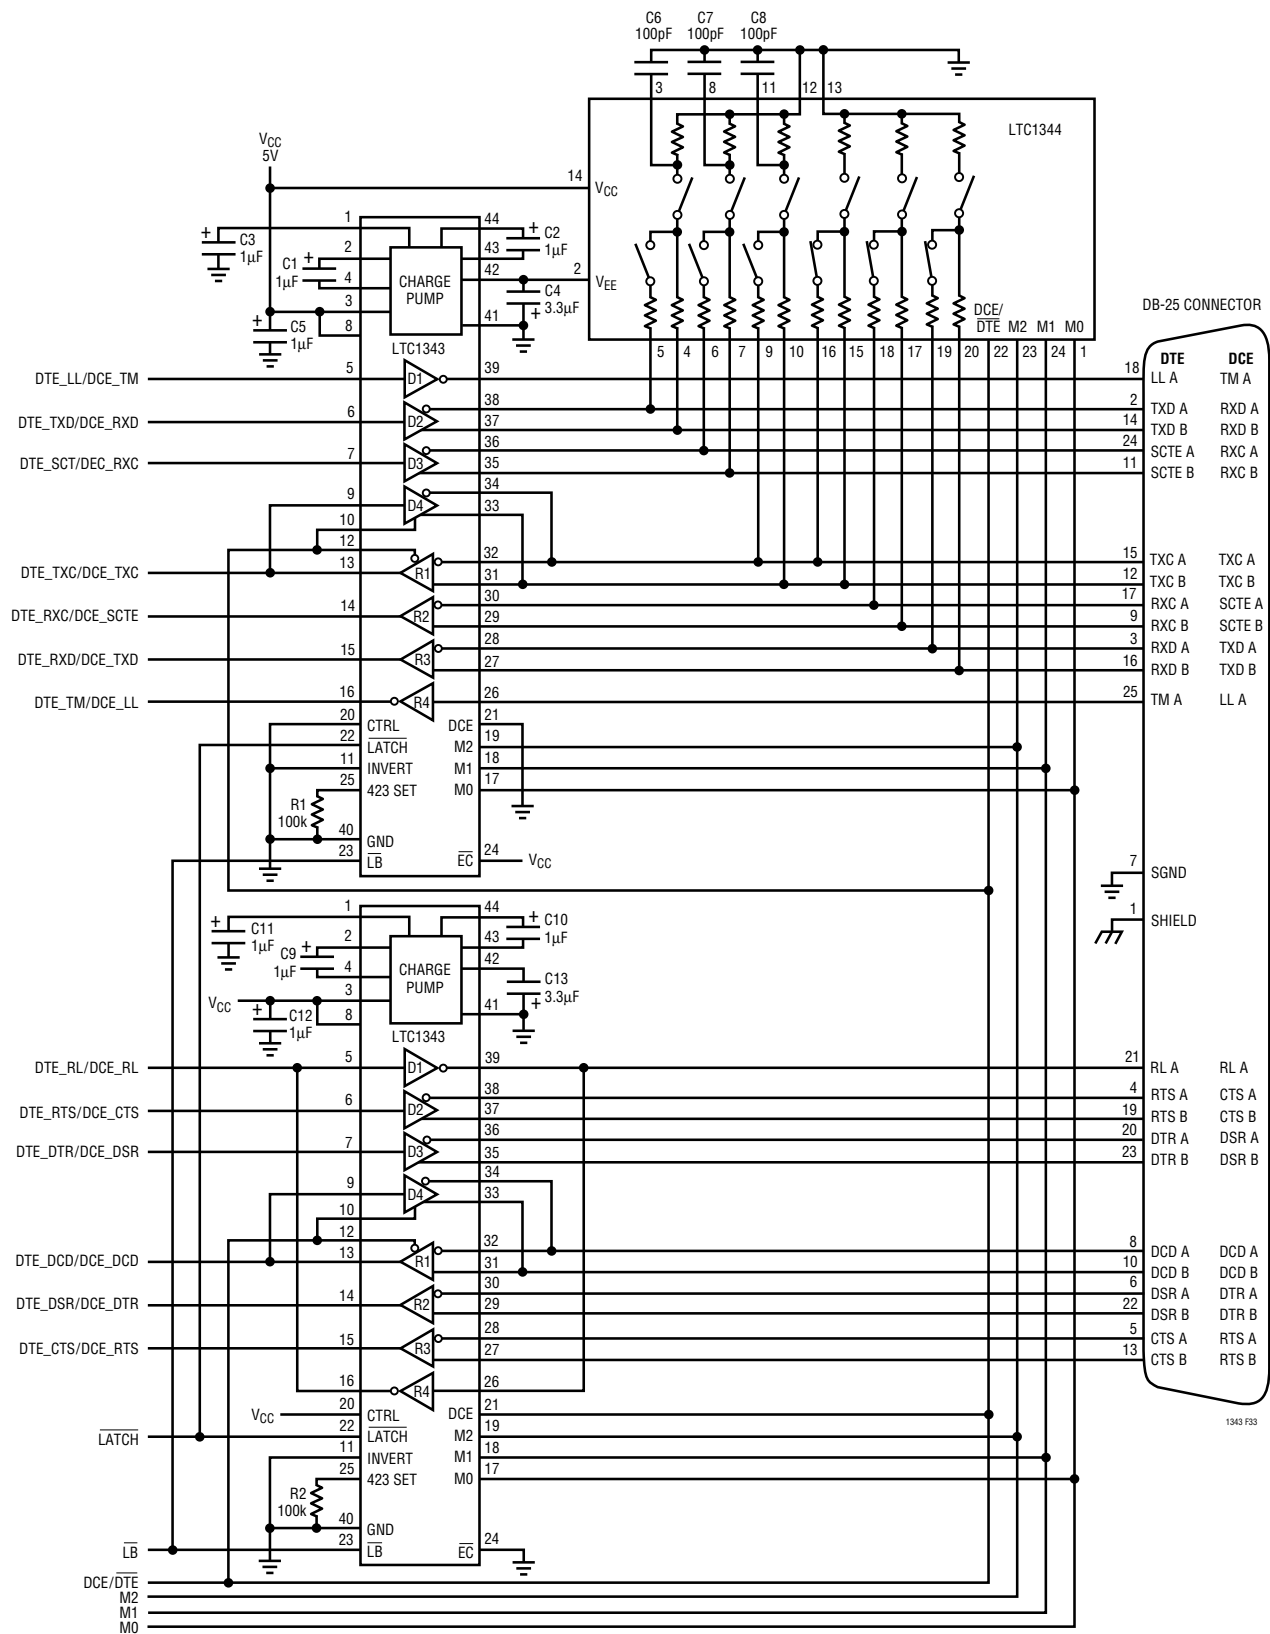 C6
100pF
C7
100pF
C8
100pF
3
8
11
12
13
LTC1344
VCC
5V
14
VCC
2
VEE
DCE/
DTE
M2
M1
M0
5
4
6
7
9
10
16
15
18
17
19
20
22
23
24
1
1
44
+
C3
1µF
2
C1
+
1µF
4
3
+
C5
1µF
8
CHARGE
PUMP
43
+
C2
1µF
42
C4
3.3µF
+
41
LTC1343
DB-25 CONNECTOR
DTE
DCE
DTE_LL/DCE_TM
5
D1
39
18
LL A
TM A
DTE_TXD/DCE_RXD
6
D2
38
37
2
TXD A
RXD A
14
TXD B
RXD B
DTE_SCT/DEC_RXC
7
D3
36
35
24
SCTE A
RXC A
11
SCTE B
RXC B
9
D4
34
33
10
12
DTE_TXC/DCE_TXC
13
R1
32
31
15
TXC A
TXC A
12
TXC B
TXC B
DTE_RXC/DCE_SCTE
14
R2
30
29
17
RXC A
SCTE A
9
RXC B
SCTE B
DTE_RXD/DCE_TXD
15
R3
28
27
3
RXD A
TXD A
16
RXD B
TXD B
DTE_TM/DCE_LL
16
R4
26
25
TM A
LL A
20
CTRL
DCE
21
22
LATCH
M2
19
11
INVERT
M1
18
25
423 SET
M0
17
R1
100k
40
GND
23
LB
EC
24
VCC
7
SGND
1
SHIELD
1
44
+
C11
1µF
2
C9
+
1µF
4
VCC
3
+
C12
1µF
8
CHARGE
PUMP
43
+
C10
1µF
42
C13
3.3µF
+
41
LTC1343
DTE_RL/DCE_RL
5
D1
39
21
RL A
RL A
DTE_RTS/DCE_CTS
6
D2
38
37
4
RTS A
CTS A
19
RTS B
CTS B
DTE_DTR/DCE_DSR
7
D3
36
35
20
DTR A
DSR A
23
DTR B
DSR B
9
D4
34
33
10
12
DTE_DCD/DCE_DCD
13
R1
32
31
8
DCD A
DCD A
10
DCD B
DCD B
DTE_DSR/DCE_DTR
14
R2
30
29
6
DSR A
DTR A
22
DSR B
DTR B
DTE_CTS/DCE_RTS
15
R3
28
27
5
CTS A
RTS A
13
CTS B
RTS B
16
R4
26
VCC
20
CTRL
DCE
21
LATCH
22
LATCH
M2
19
11
INVERT
M1
18
25
423 SET
M0
17
R2
100k
40
GND
LB
23
LB
EC
24
DCE/DTE
M2
M1
M0
1343 F33